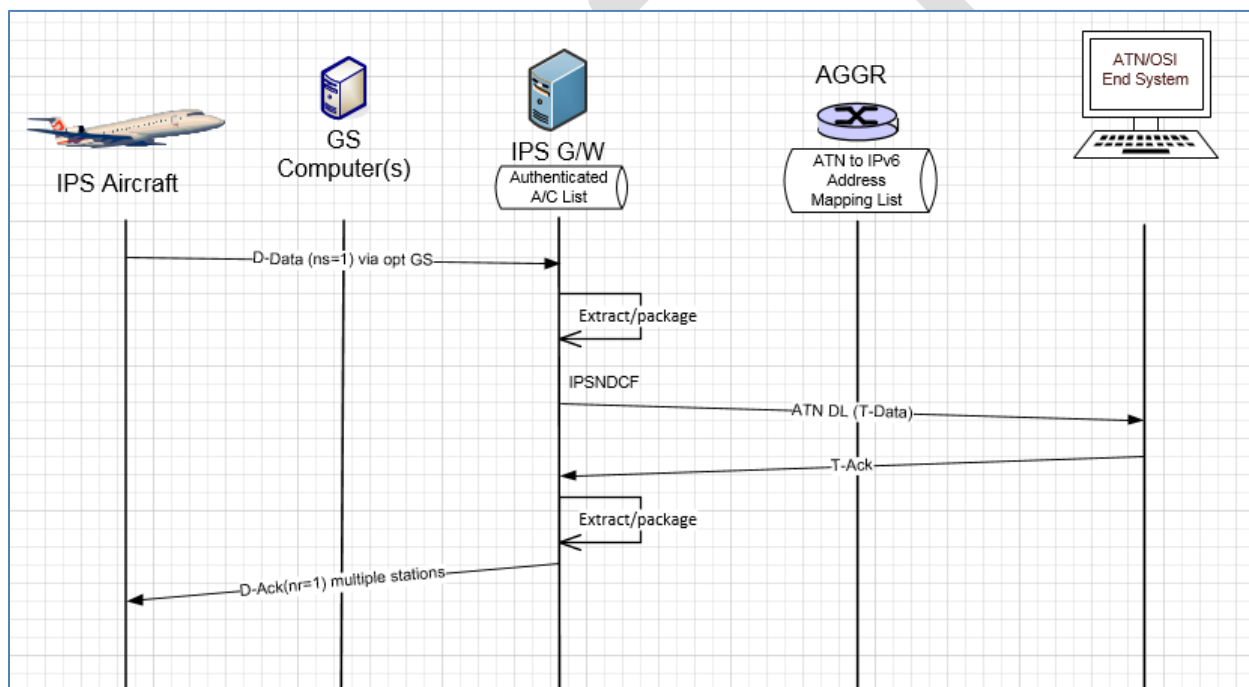 IPS Aircraft
GS
Computer(s)
IPS G/W
Authenticated
A/C List
AGGR
ATN to IPv6
Address
Mapping List
ATN/OSI
End System
D-Data (ns=1) via opt GS
Extract/package
IPSNDCF
ATN DL (T-Data)
T-Ack
Extract/package
D-Ack(nr=1) multiple stations